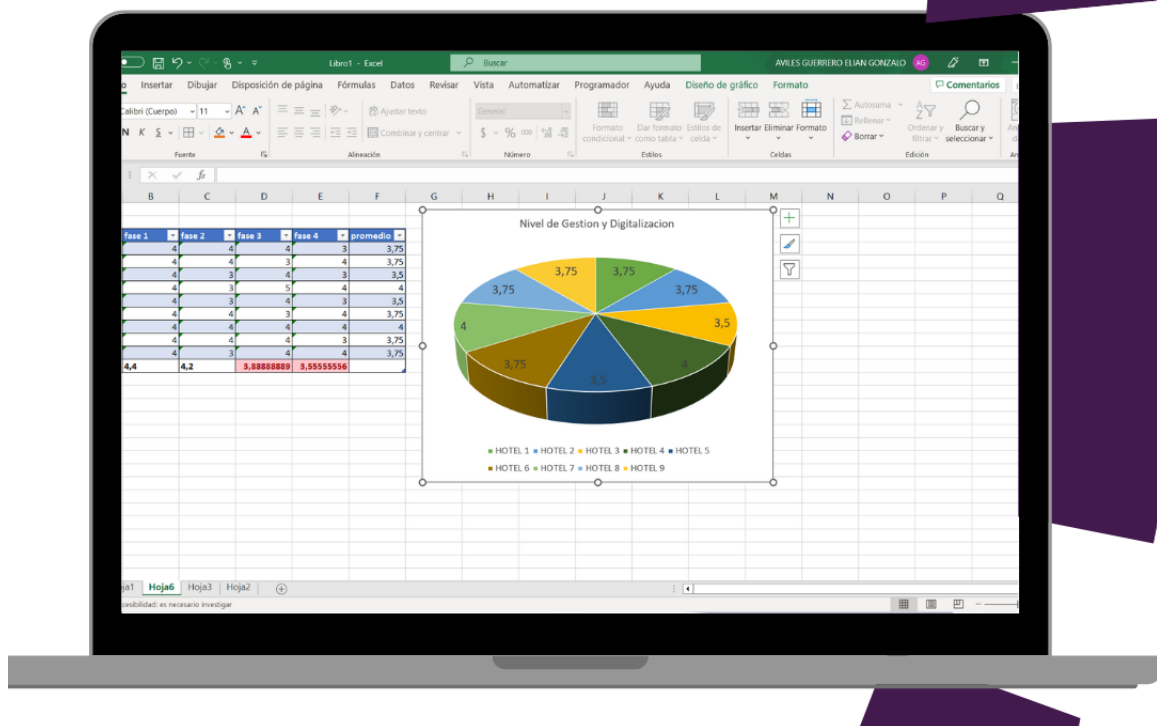 Libro1 - Excel
Buscar
AVILES GUERRERO ELIAN GONZALO AG
Insertar Dibujar Disposición de página Fórmulas Datos Revisar Vista Automatizar Programador Ayuda Diseño de gráfico Formato Comentarios
Calibri (Cuerpo) 11 A^ A˅ Ajustar texto General Autosuma
Rellenar
N K S Combinar y centrar $ % 000 Formato condicional Dar formato como tabla Estilos de celda Insertar Eliminar Formato Borrar Ordenar y filtrar Buscar y seleccionar
Fuente Alineación Número Estilos Celdas Edición
fx
B C D E F G H I J K L M N O P Q
fase 1 fase 2 fase 3 fase 4 promedio
4 4 4 3 3,75
4 4 3 4 3,75
4 3 4 3 3,5
4 3 5 4 4
4 3 4 3 3,5
4 4 3 4 3,75
4 4 4 4 4
4 4 4 3 3,75
4 3 4 4 3,75
4,4 4,2 3,88888889 3,55555556
Nivel de Gestion y Digitalizacion
3,75 3,75
3,75 3,75
4 3,5
3,75 3,5 4
HOTEL 1 HOTEL 2 HOTEL 3 HOTEL 4 HOTEL 5
HOTEL 6 HOTEL 7 HOTEL 8 HOTEL 9
Hoja6 Hoja3 Hoja2
es necesario investigar